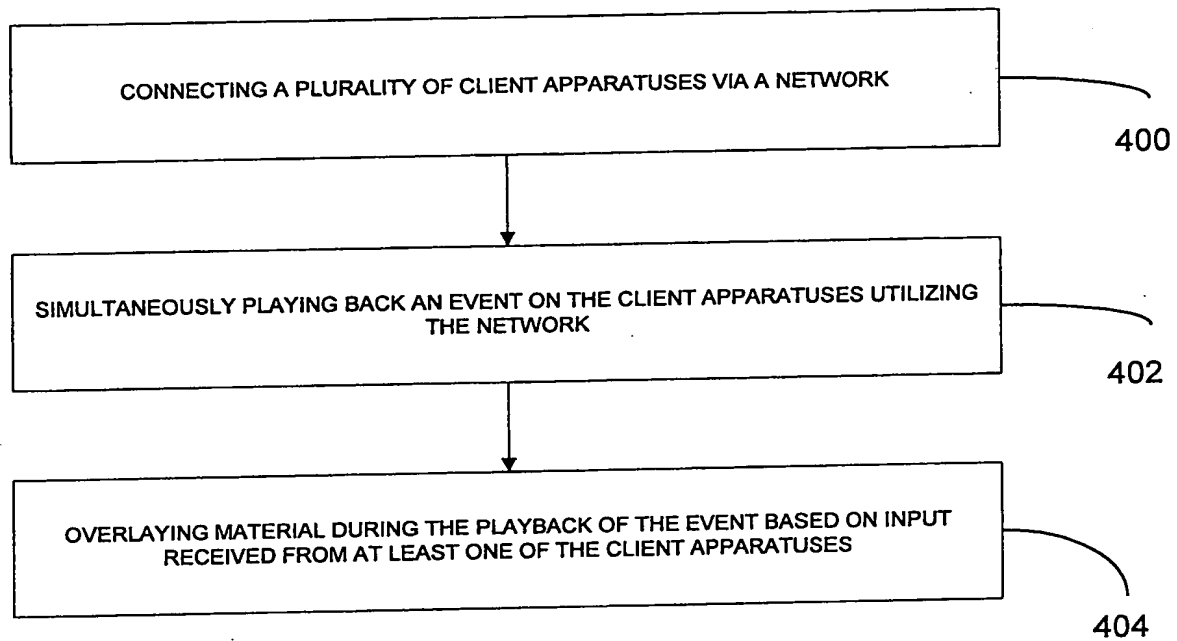 CONNECTING A PLURALITY OF CLIENT APPARATUSES VIA A NETWORK
400
SIMULTANEOUSLY PLAYING BACK AN EVENT ON THE CLIENT APPARATUSES UTILIZING
THE NETWORK
402
OVERLAYING MATERIAL DURING THE PLAYBACK OF THE EVENT BASED ON INPUT
RECEIVED FROM AT LEAST ONE OF THE CLIENT APPARATUSES
404